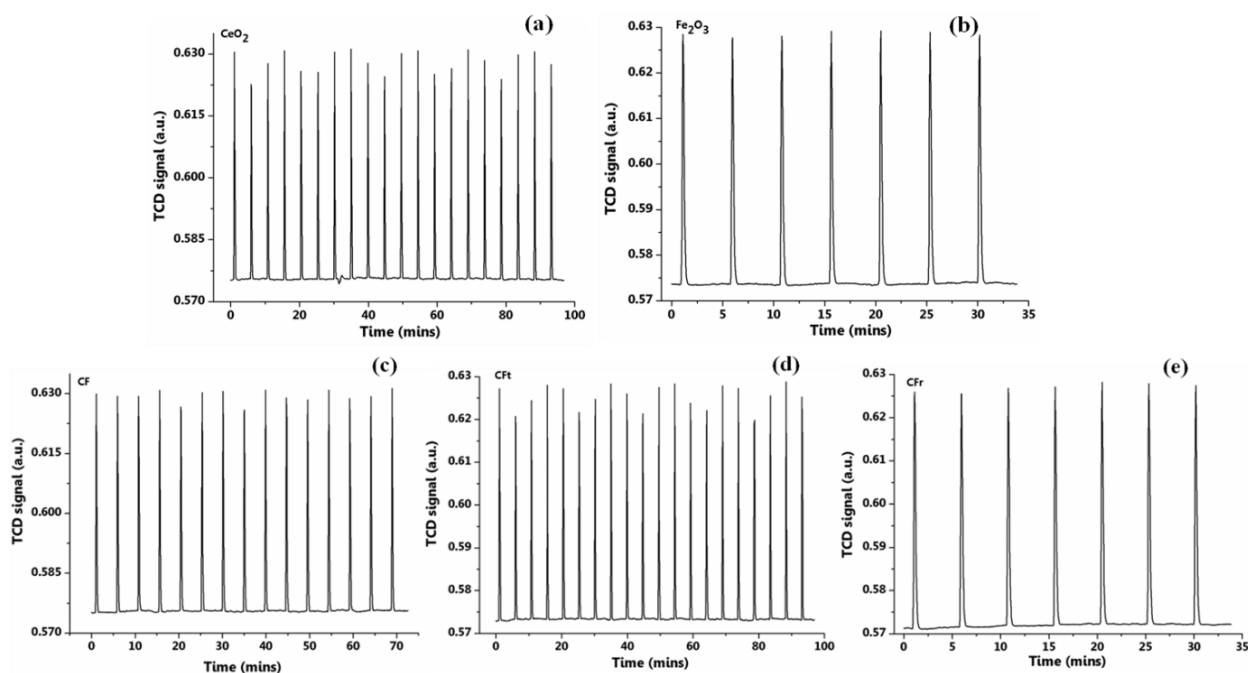 (a)
CeO2
0.630
0.615
0.600
0.585
0.570
TCD signal (a.u.)
0 20 40 60 80 100
Time (mins)
(b)
Fe2O3
0.63
0.62
0.61
0.60
0.59
0.58
0.57
TCD signal (a.u.)
0 5 10 15 20 25 30 35
Time (mins)
(c)
CF
0.630
0.615
0.600
0.585
0.570
TCD signal (a.u.)
0 10 20 30 40 50 60 70
Time (mins)
(d)
CFt
0.63
0.62
0.61
0.60
0.59
0.58
0.57
TCD signal (a.u.)
0 20 40 60 80 100
Time (mins)
(e)
CFr
0.63
0.62
0.61
0.60
0.59
0.58
0.57
TCD signal (a.u.)
0 5 10 15 20 25 30 35
Time (mins)